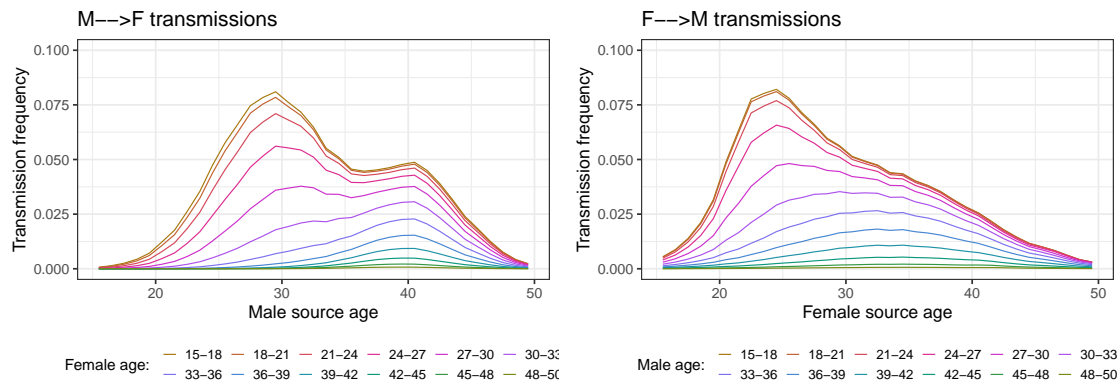 M-->F transmissions
0.100
0.075
0.050
0.025
0.000
Transmission frequency
20 30 40 50
Male source age
Female age: 15-18 18-21 21-24 24-27 27-30 30-33
33-36 36-39 39-42 42-45 45-48 48-50
F-->M transmissions
0.100
0.075
0.050
0.025
0.000
Transmission frequency
20 30 40 50
Female source age
Male age: 15-18 18-21 21-24 24-27 27-30 30-33
33-36 36-39 39-42 42-45 45-48 48-50